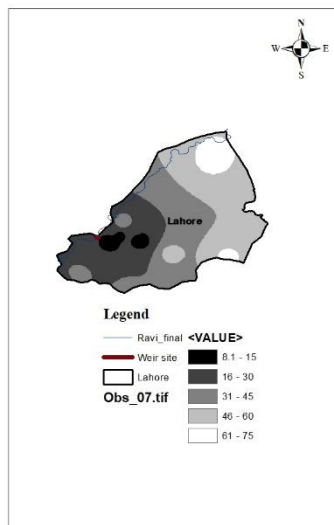 N
W E
S
Lahore
Legend
Ravi_final
Weir site
Lahore
Obs_07.tif
<VALUE>
8.1 - 15
16 - 30
31 - 45
46 - 60
61 - 75